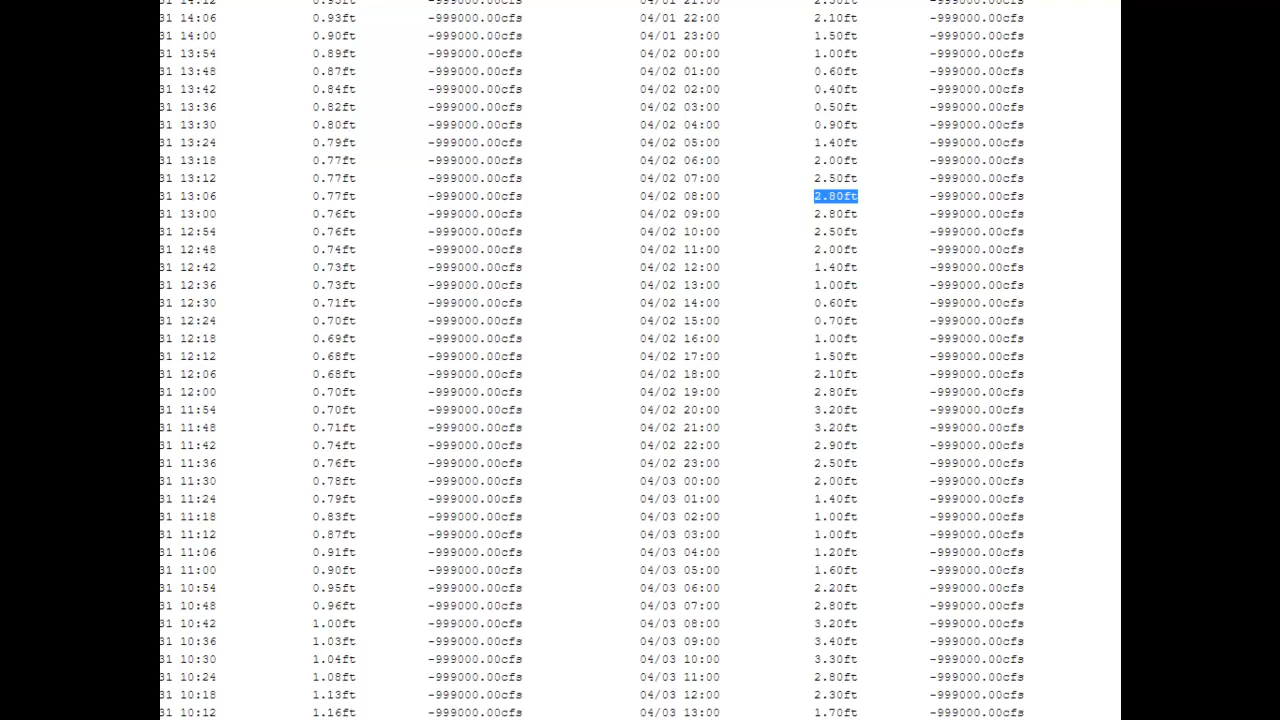 31 14:12 0.95ft -999000.00cfs 04/01 21:00 2.50ft -999000.00cfs
31 14:06 0.93ft -999000.00cfs 04/01 22:00 2.10ft -999000.00cfs
31 14:00 0.90ft -999000.00cfs 04/01 23:00 1.50ft -999000.00cfs
31 13:54 0.89ft -999000.00cfs 04/02 00:00 1.00ft -999000.00cfs
31 13:48 0.87ft -999000.00cfs 04/02 01:00 0.60ft -999000.00cfs
31 13:42 0.84ft -999000.00cfs 04/02 02:00 0.40ft -999000.00cfs
31 13:36 0.82ft -999000.00cfs 04/02 03:00 0.50ft -999000.00cfs
31 13:30 0.80ft -999000.00cfs 04/02 04:00 0.90ft -999000.00cfs
31 13:24 0.79ft -999000.00cfs 04/02 05:00 1.40ft -999000.00cfs
31 13:18 0.77ft -999000.00cfs 04/02 06:00 2.00ft -999000.00cfs
31 13:12 0.77ft -999000.00cfs 04/02 07:00 2.50ft -999000.00cfs
31 13:06 0.77ft -999000.00cfs 04/02 08:00 2.80ft -999000.00cfs
31 13:00 0.76ft -999000.00cfs 04/02 09:00 2.80ft -999000.00cfs
31 12:54 0.76ft -999000.00cfs 04/02 10:00 2.50ft -999000.00cfs
31 12:48 0.74ft -999000.00cfs 04/02 11:00 2.00ft -999000.00cfs
31 12:42 0.73ft -999000.00cfs 04/02 12:00 1.40ft -999000.00cfs
31 12:36 0.73ft -999000.00cfs 04/02 13:00 1.00ft -999000.00cfs
31 12:30 0.71ft -999000.00cfs 04/02 14:00 0.60ft -999000.00cfs
31 12:24 0.70ft -999000.00cfs 04/02 15:00 0.70ft -999000.00cfs
31 12:18 0.69ft -999000.00cfs 04/02 16:00 1.00ft -999000.00cfs
31 12:12 0.68ft -999000.00cfs 04/02 17:00 1.50ft -999000.00cfs
31 12:06 0.68ft -999000.00cfs 04/02 18:00 2.10ft -999000.00cfs
31 12:00 0.70ft -999000.00cfs 04/02 19:00 2.80ft -999000.00cfs
31 11:54 0.70ft -999000.00cfs 04/02 20:00 3.20ft -999000.00cfs
31 11:48 0.71ft -999000.00cfs 04/02 21:00 3.20ft -999000.00cfs
31 11:42 0.74ft -999000.00cfs 04/02 22:00 2.90ft -999000.00cfs
31 11:36 0.76ft -999000.00cfs 04/02 23:00 2.50ft -999000.00cfs
31 11:30 0.78ft -999000.00cfs 04/03 00:00 2.00ft -999000.00cfs
31 11:24 0.79ft -999000.00cfs 04/03 01:00 1.40ft -999000.00cfs
31 11:18 0.83ft -999000.00cfs 04/03 02:00 1.00ft -999000.00cfs
31 11:12 0.87ft -999000.00cfs 04/03 03:00 1.00ft -999000.00cfs
31 11:06 0.91ft -999000.00cfs 04/03 04:00 1.20ft -999000.00cfs
31 11:00 0.90ft -999000.00cfs 04/03 05:00 1.60ft -999000.00cfs
31 10:54 0.95ft -999000.00cfs 04/03 06:00 2.20ft -999000.00cfs
31 10:48 0.96ft -999000.00cfs 04/03 07:00 2.80ft -999000.00cfs
31 10:42 1.00ft -999000.00cfs 04/03 08:00 3.20ft -999000.00cfs
31 10:36 1.03ft -999000.00cfs 04/03 09:00 3.40ft -999000.00cfs
31 10:30 1.04ft -999000.00cfs 04/03 10:00 3.30ft -999000.00cfs
31 10:24 1.08ft -999000.00cfs 04/03 11:00 2.80ft -999000.00cfs
31 10:18 1.13ft -999000.00cfs 04/03 12:00 2.30ft -999000.00cfs
31 10:12 1.16ft -999000.00cfs 04/03 13:00 1.70ft -999000.00cfs